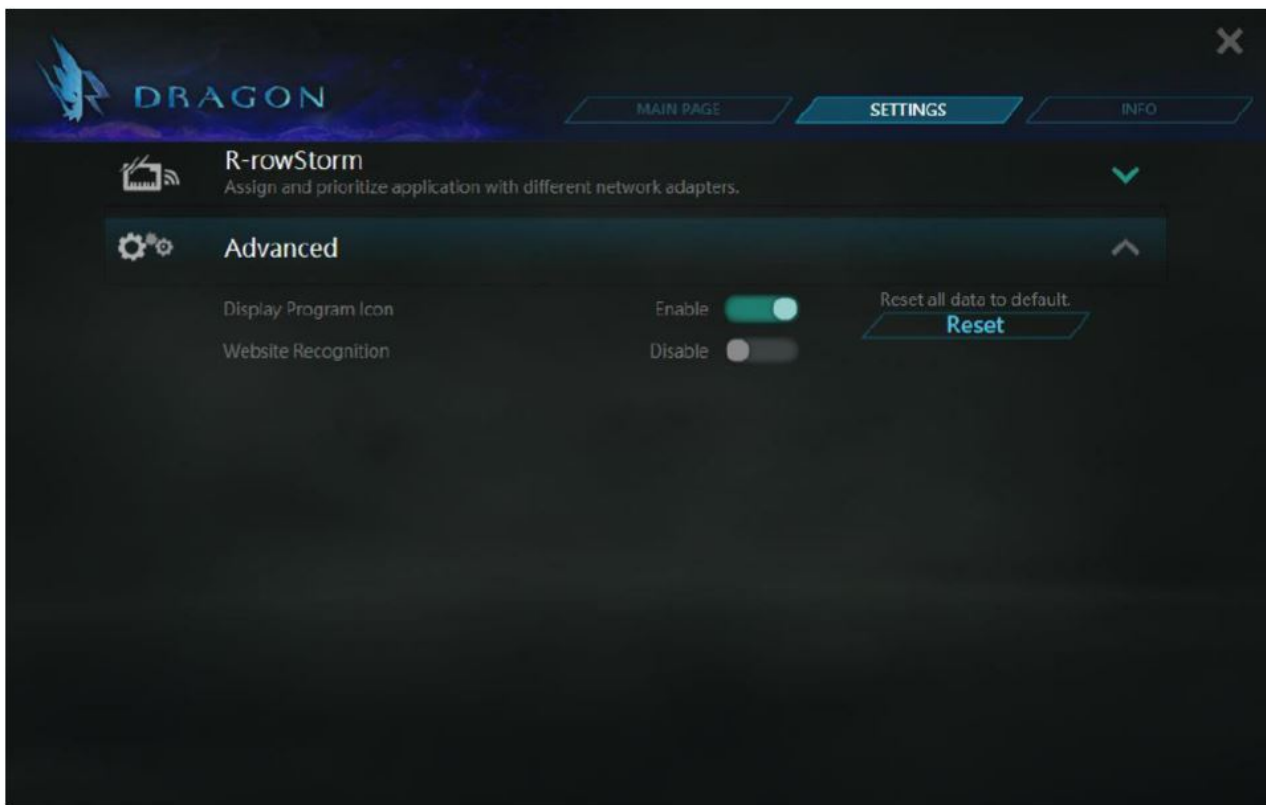 DRAGON
MAIN PAGE
SETTINGS
INFO
R-rowStorm
Assign and prioritize application with different network adapters.
Advanced
Display Program Icon
Enable
Reset all data to default.
Reset
Website Recognition
Disable